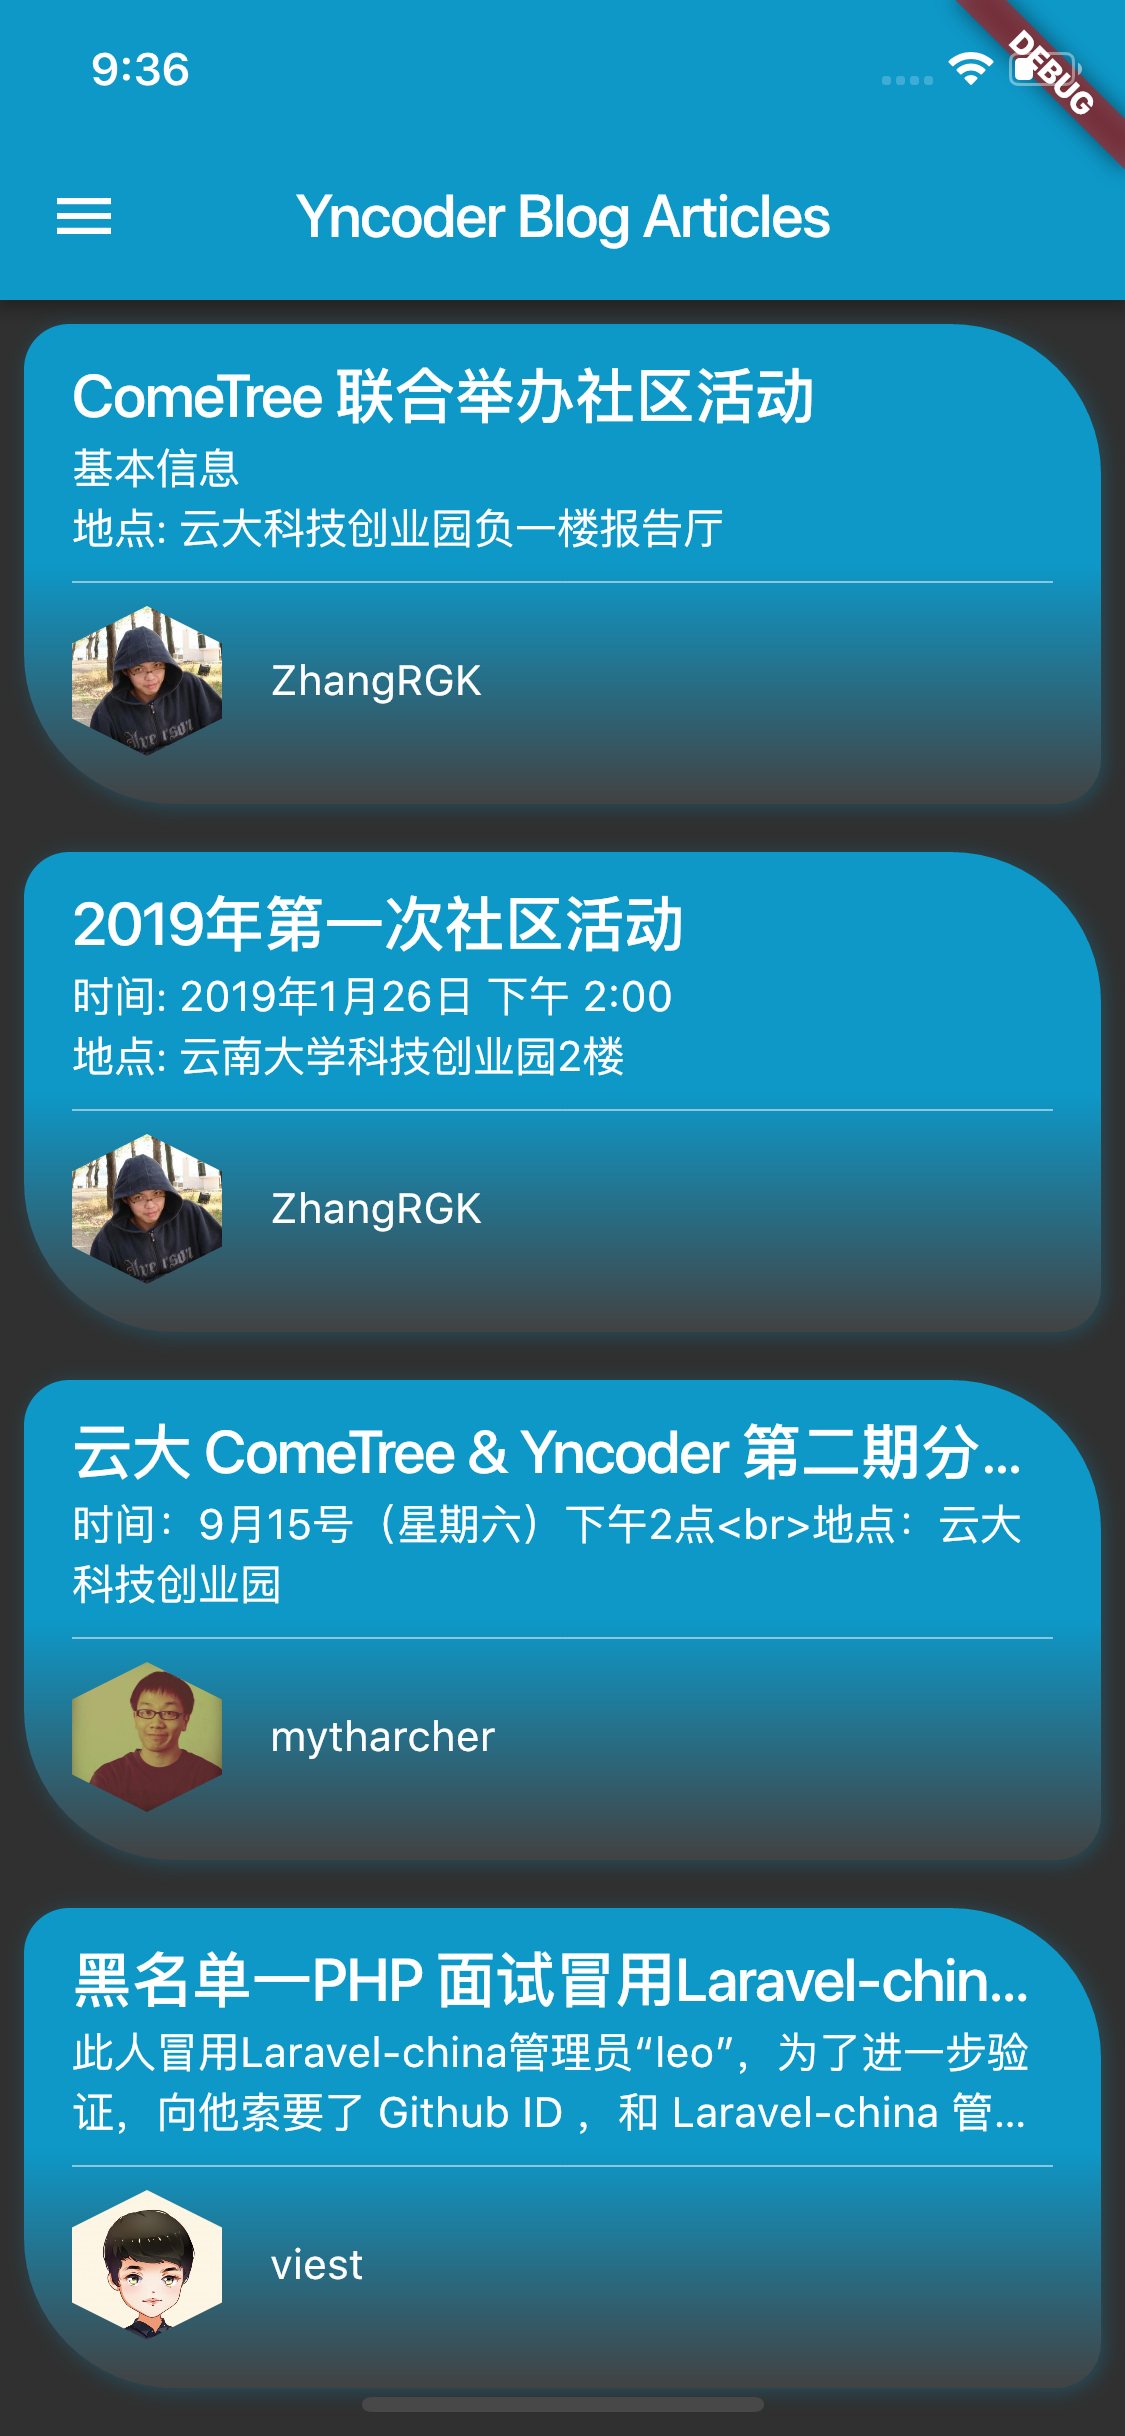 9:36
DEBUG
Yncoder Blog Articles
ComeTree 联合举办社区活动
基本信息
地点: 云大科技创业园负一楼报告厅
ZhangRGK
2019年第一次社区活动
时间: 2019年1月26日 下午 2:00
地点: 云南大学科技创业园2楼
ZhangRGK
云大 ComeTree & Yncoder 第二期分...
时间：9月15号（星期六）下午2点<br>地点：云大
科技创业园
mytharcher
黑名单一PHP 面试冒用Laravel-chin...
此人冒用Laravel-china管理员“leo”，为了进一步验
证，向他索要了 Github ID ，和 Laravel-china 管...
viest